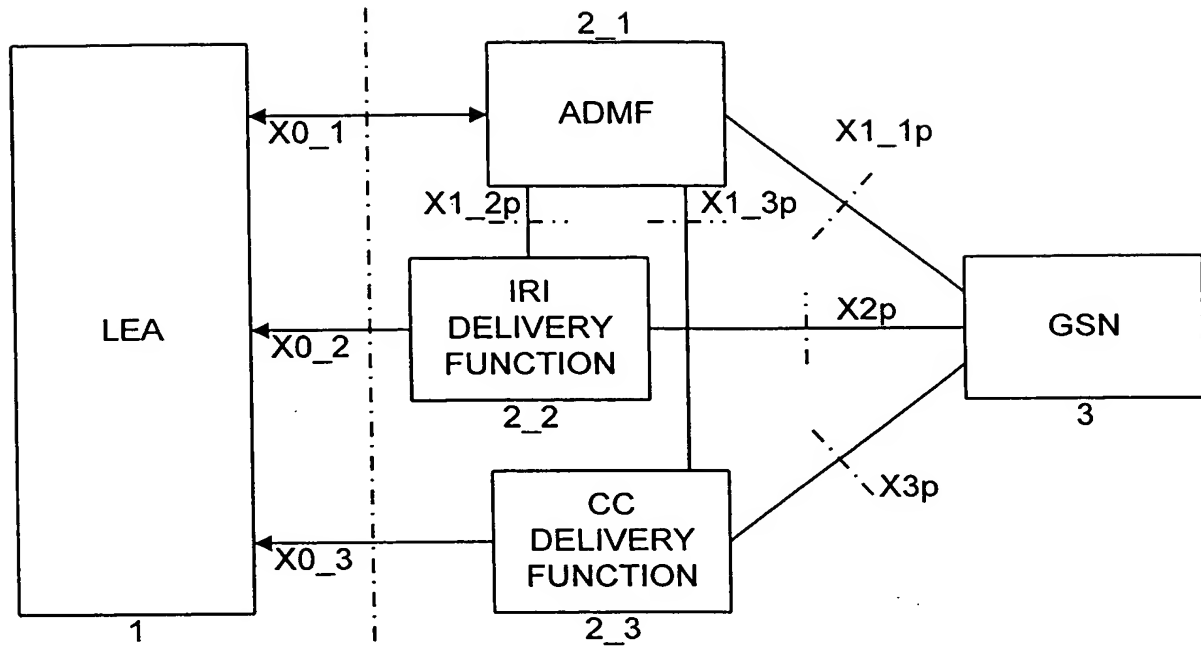 2_1
ADMF
X0_1
X1_1p
X1_2p
X1_3p
LEA
IRI
DELIVERY
FUNCTION
X2p
GSN
X0_2
2_2
3
X3p
CC
DELIVERY
FUNCTION
X0_3
1
2_3